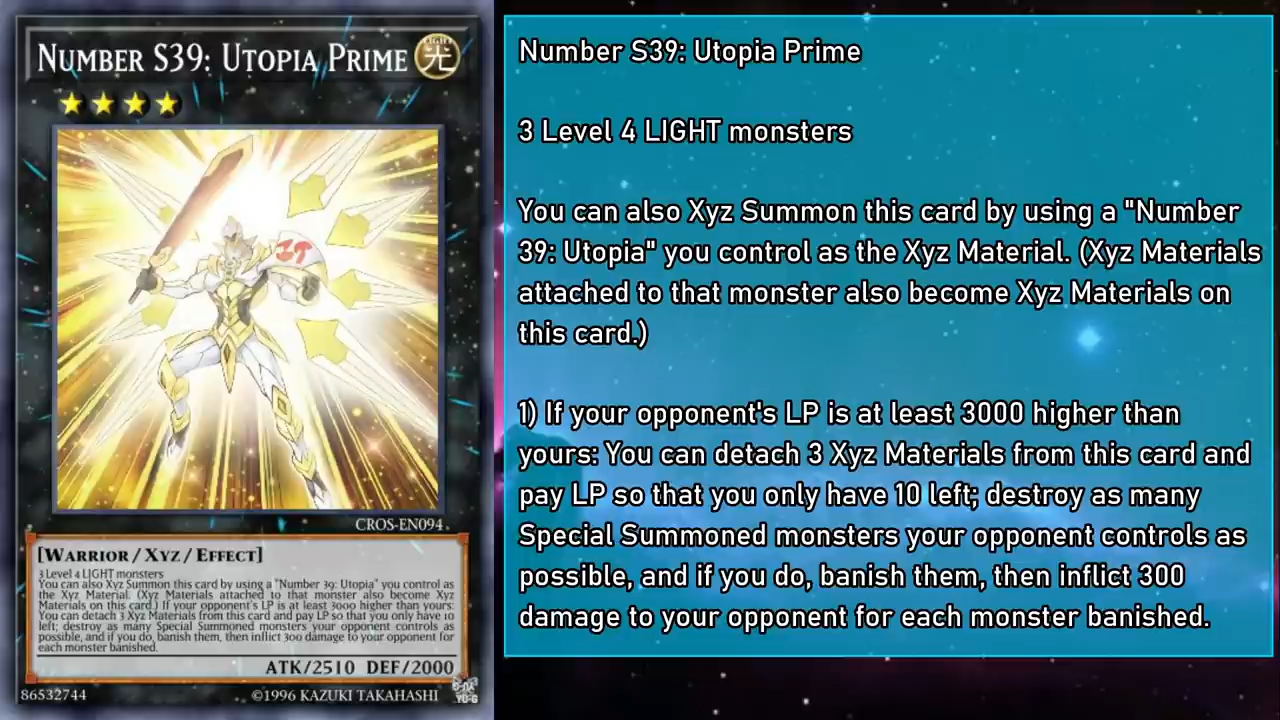 NUMBER S39: UTOPIA PRIME
LIGHT
光
CROS-EN094
[WARRIOR / XYZ / EFFECT]
3 Level 4 LIGHT monsters
You can also Xyz Summon this card by using a "Number 39: Utopia" you control as
the Xyz Material. (Xyz Materials attached to that monster also become Xyz
Materials on this card.) If your opponent's LP is at least 3000 higher than yours:
You can detach 3 Xyz Materials from this card and pay LP so that you only have 10
left; destroy as many Special Summoned monsters your opponent controls as
possible, and if you do, banish them, then inflict 300 damage to your opponent for
each monster banished.
ATK/2510 DEF/2000
86532744
©1996 KAZUKI TAKAHASHI
Number S39: Utopia Prime
3 Level 4 LIGHT monsters
You can also Xyz Summon this card by using a "Number
39: Utopia" you control as the Xyz Material. (Xyz Materials
attached to that monster also become Xyz Materials on
this card.)
1) If your opponent's LP is at least 3000 higher than
yours: You can detach 3 Xyz Materials from this card and
pay LP so that you only have 10 left; destroy as many
Special Summoned monsters your opponent controls as
possible, and if you do, banish them, then inflict 300
damage to your opponent for each monster banished.